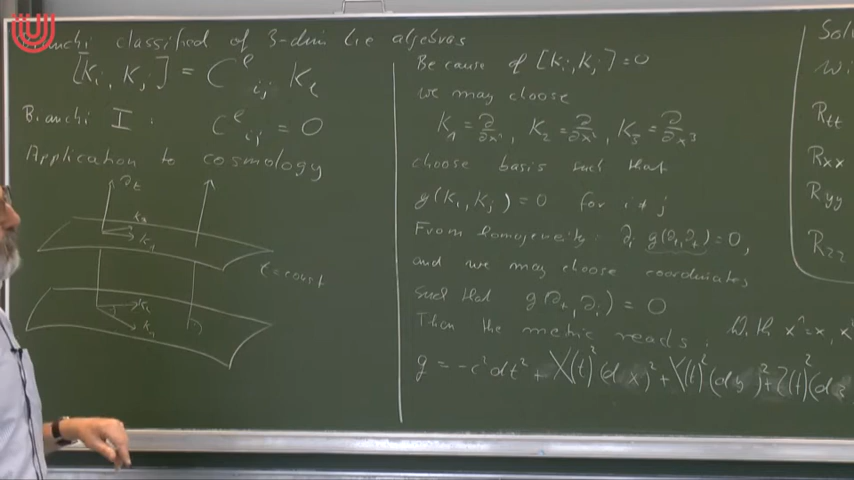 Bianchi classified of 3-dim Lie algebras
[K_i, K_j] = C^l_ij K_l
Bianchi I : C^l_ij = 0
Application to cosmology
∂_t
K_2
K_1
t = const
K_2
K_1
Because of [K_i, K_j] = 0
we may choose
K_1 = ∂/∂x^1, K_2 = ∂/∂x^2, K_3 = ∂/∂x^3
choose basis such that
g(K_i, K_j) = 0 for i ≠ j
From homogeneity: ∂_i g(∂_i, ∂_t) = 0,
and we may choose coordinates,
such that g(∂_t, ∂_i) = 0
Then the metric reads: With x^1 = x, x^2
g = -c^2 dt^2 + X(t)^2 (dx)^2 + Y(t)^2 (dy)^2 + Z(t)^2 (dz
R_tt
R_xx
R_yy
R_zz